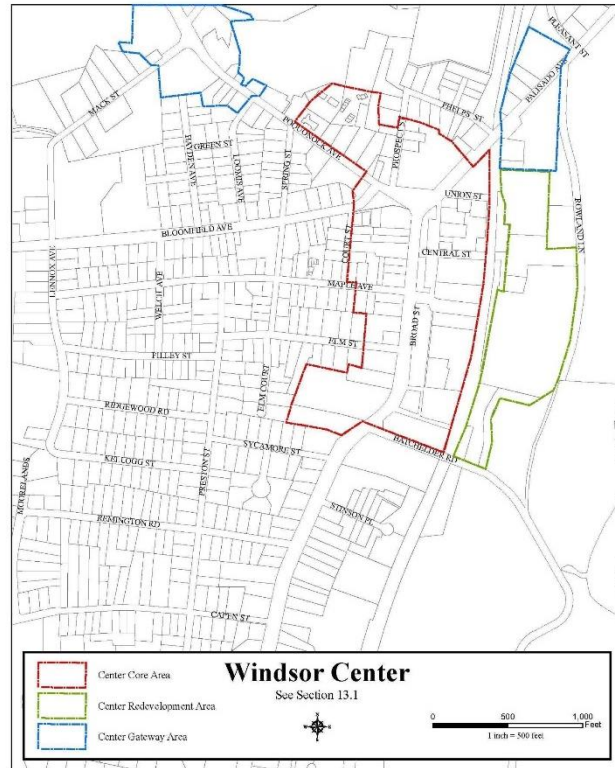 PLEASANT ST
PALISADO AVE
MACK ST
PHELPS ST
POQUONOCK AVE
PROSPECT S
HAYDEN AVE
GREEN ST
LOOMIS AVE
SPRING ST
UNION ST
BOWLAND LN
BLOOMFIELD AVE
COURT ST
CENTRAL ST
LENNOX AVE
WELCH AVE
MAPLE AVE
BROAD ST
ELM ST
FILLEY ST
ELM COURT
RIDGEWOOD RD
BATCHELDER RD
SYCAMORE ST
KELLOGG ST
PRESTON ST
MOORELANDS
STINSON PL
REMINGTON RD
CAPEN ST
Center Core Area
Windsor Center
See Section 13.1
Center Redevelopment Area
0 500 1,000
Feet
1 inch = 500 feet
Center Gateway Area